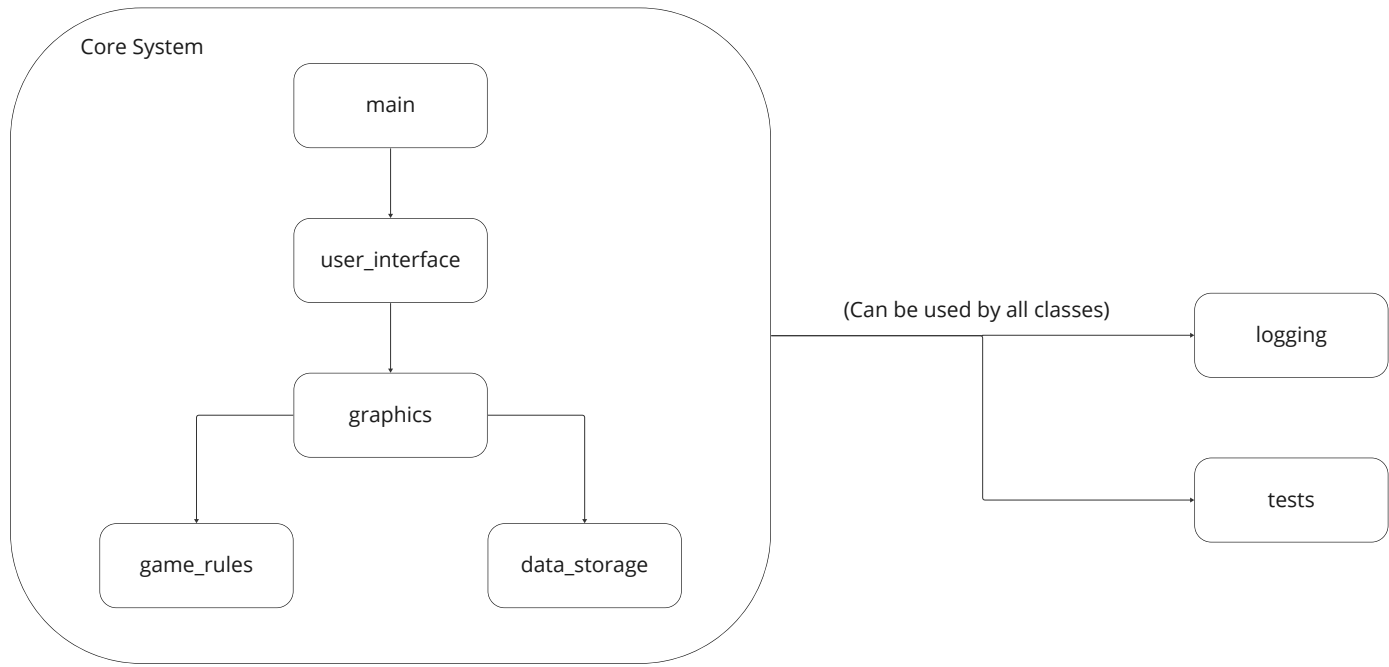 Core System
main
user_interface
(Can be used by all classes)
logging
graphics
tests
game_rules
data_storage